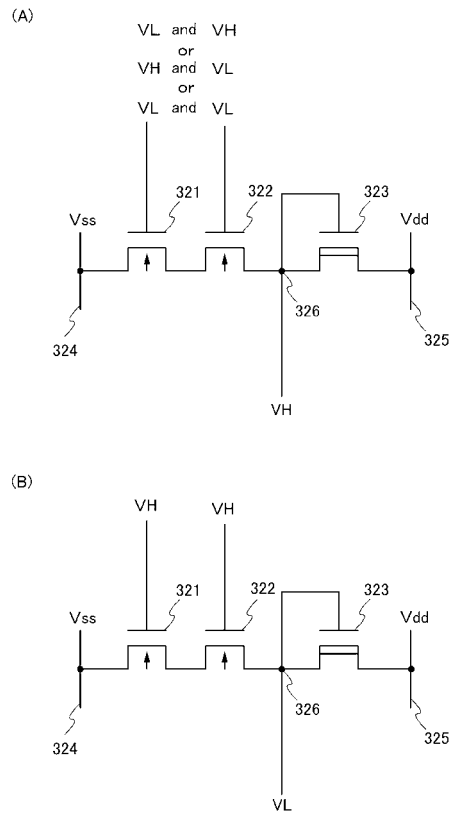 (A)
VL and VH
or
VH and VL
or
VL and VL
321
322
323
Vss
Vdd
324
326
325
VH
(B)
VH
VH
321
322
323
Vss
Vdd
324
326
325
VL